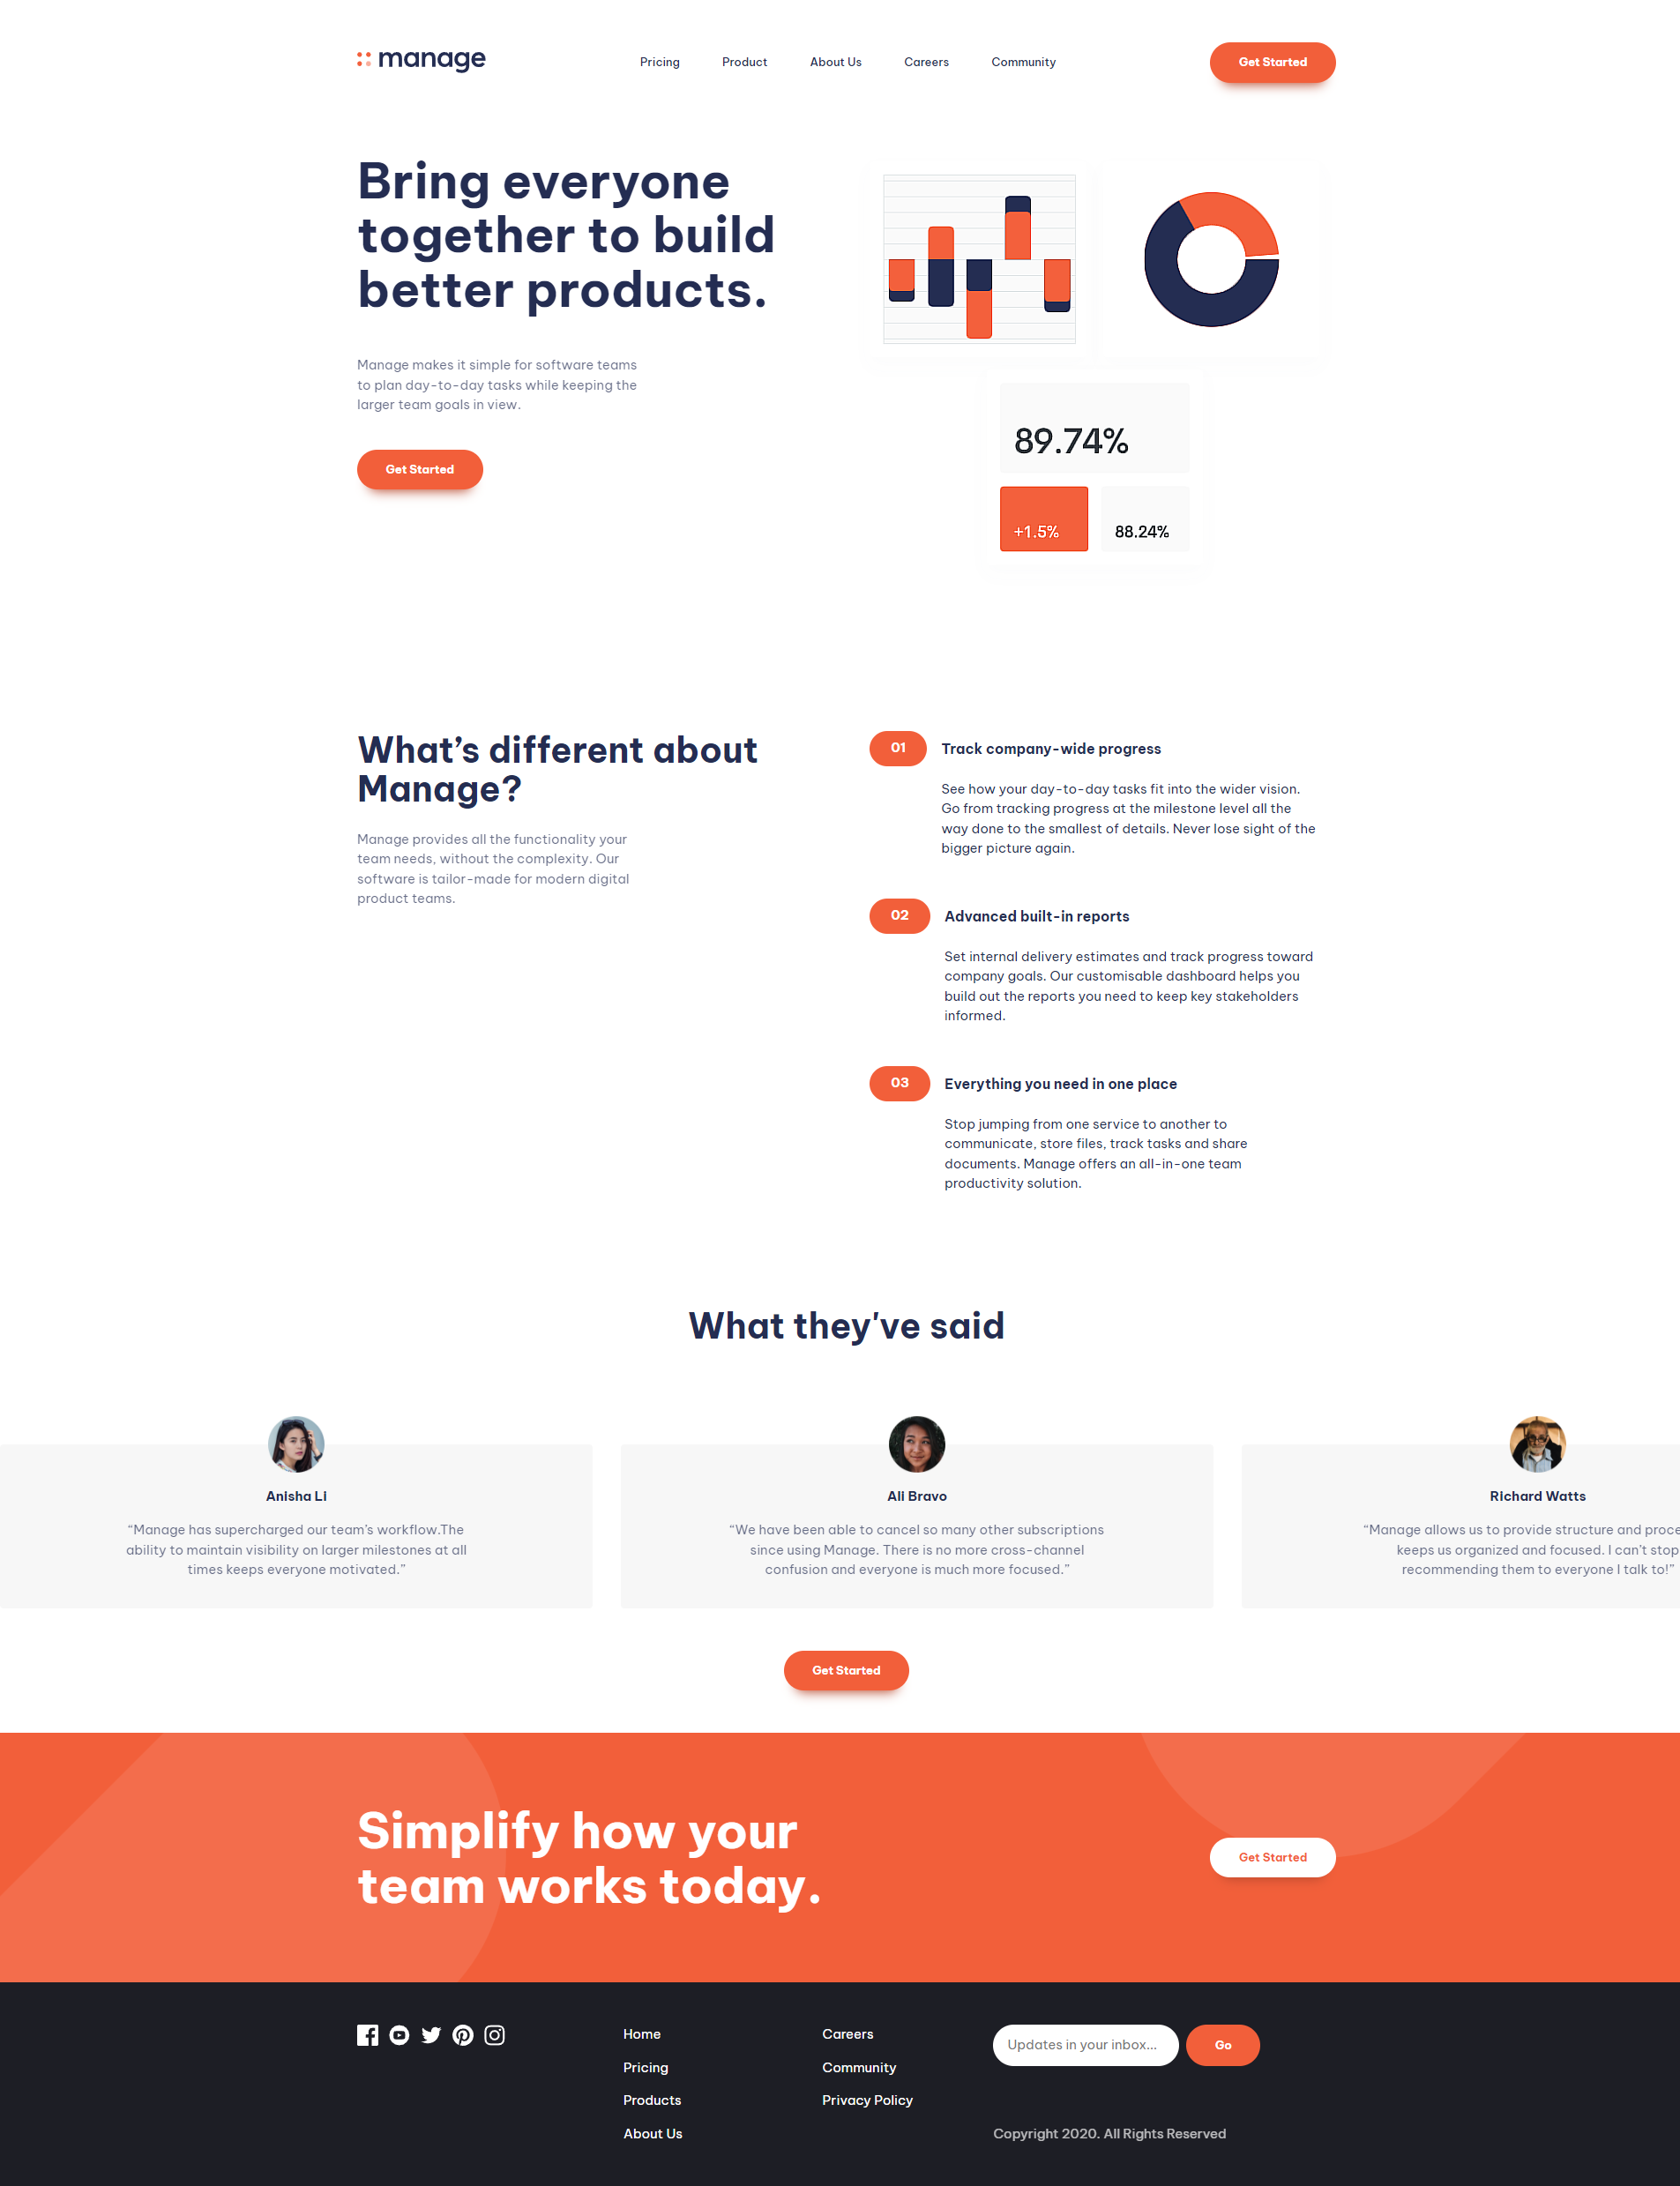 manage
Pricing
Product
About Us
Careers
Community
Get Started
Bring everyone
together to build
better products.
Manage makes it simple for software teams
to plan day-to-day tasks while keeping the
larger team goals in view.
Get Started
89.74%
+1.5%
88.24%
What’s different about
Manage?
Manage provides all the functionality your
team needs, without the complexity. Our
software is tailor-made for modern digital
product teams.
01
Track company-wide progress
See how your day-to-day tasks fit into the wider vision.
Go from tracking progress at the milestone level all the
way done to the smallest of details. Never lose sight of the
bigger picture again.
02
Advanced built-in reports
Set internal delivery estimates and track progress toward
company goals. Our customisable dashboard helps you
build out the reports you need to keep key stakeholders
informed.
03
Everything you need in one place
Stop jumping from one service to another to
communicate, store files, track tasks and share
documents. Manage offers an all-in-one team
productivity solution.
What they've said
Anisha Li
“Manage has supercharged our team’s workflow.The
ability to maintain visibility on larger milestones at all
times keeps everyone motivated.”
Ali Bravo
“We have been able to cancel so many other subscriptions
since using Manage. There is no more cross-channel
confusion and everyone is much more focused.”
Richard Watts
“Manage allows us to provide structure and
keeps us organized and focused. I can’t stop
recommending them to everyone I talk to!”
Get Started
Simplify how your
team works today.
Get Started
Home
Pricing
Products
About Us
Careers
Community
Privacy Policy
Updates in your inbox...
Go
Copyright 2020. All Rights Reserved